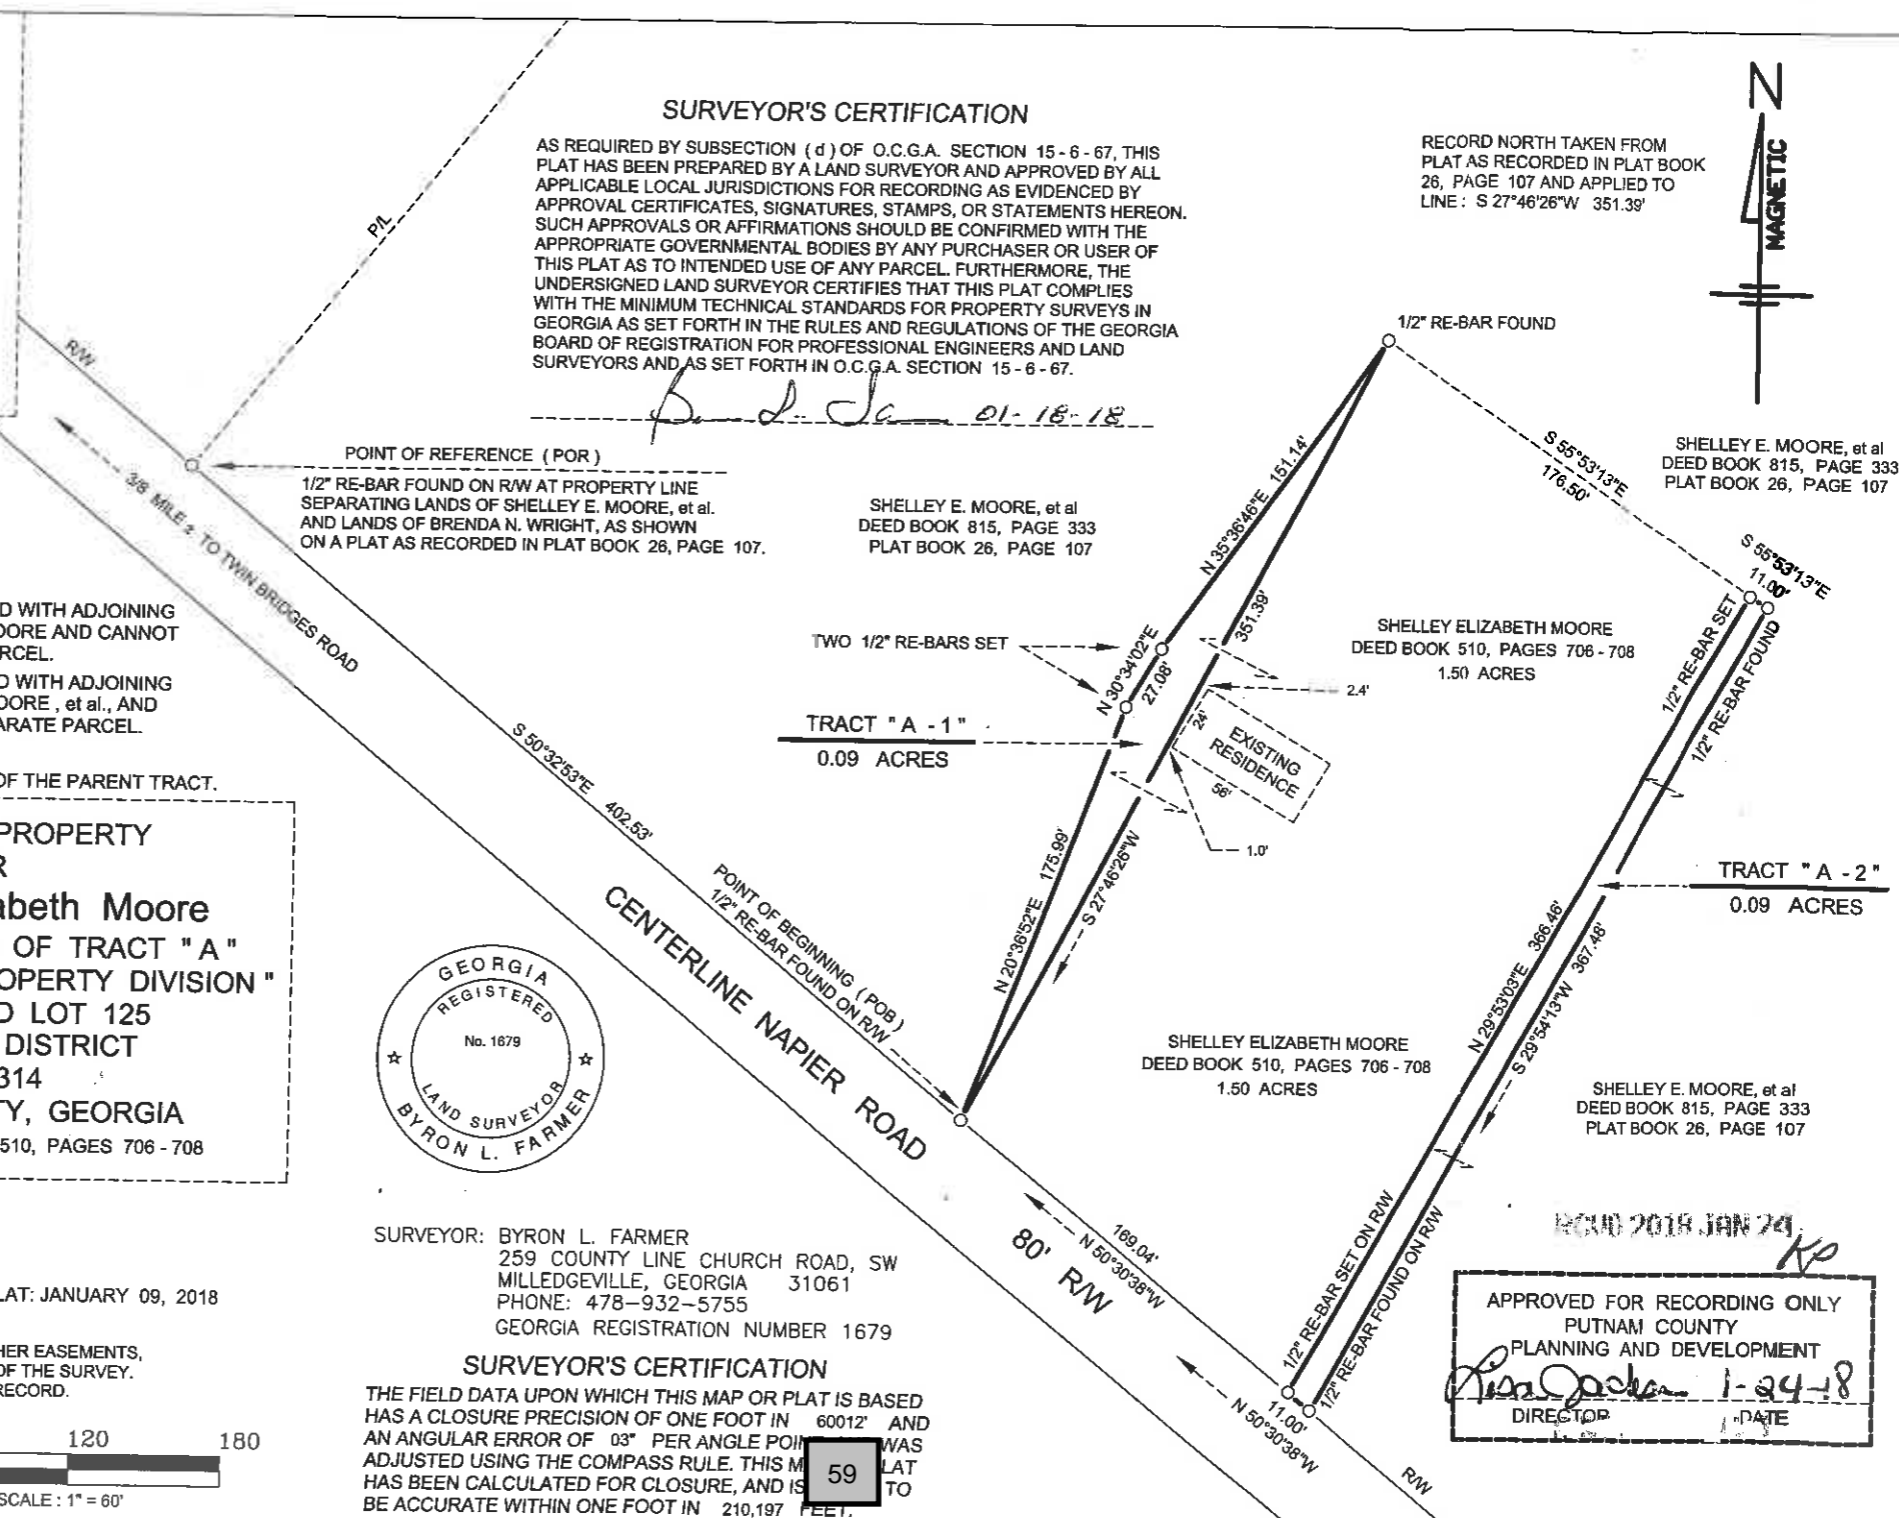 SURVEYOR'S CERTIFICATION
AS REQUIRED BY SUBSECTION (d) OF O.C.G.A. SECTION 15-6-67, THIS
PLAT HAS BEEN PREPARED BY A LAND SURVEYOR AND APPROVED BY ALL
APPLICABLE LOCAL JURISDICTIONS FOR RECORDING AS EVIDENCED BY
APPROVAL CERTIFICATES, SIGNATURES, STAMPS, OR STATEMENTS HEREON.
SUCH APPROVALS OR AFFIRMATIONS SHOULD BE CONFIRMED WITH THE
APPROPRIATE GOVERNMENTAL BODIES BY ANY PURCHASER OR USER OF
THIS PLAT AS TO INTENDED USE OF ANY PARCEL. FURTHERMORE, THE
UNDERSIGNED LAND SURVEYOR CERTIFIES THAT THIS PLAT COMPLIES
WITH THE MINIMUM TECHNICAL STANDARDS FOR PROPERTY SURVEYS IN
GEORGIA AS SET FORTH IN THE RULES AND REGULATIONS OF THE GEORGIA
BOARD OF REGISTRATION FOR PROFESSIONAL ENGINEERS AND LAND
SURVEYORS AND AS SET FORTH IN O.C.G.A. SECTION 15-6-67.
01-18-18
RECORD NORTH TAKEN FROM
PLAT AS RECORDED IN PLAT BOOK
26, PAGE 107 AND APPLIED TO
LINE: S 27°46'26"W 351.39'
N
MAGNETIC
P/L
R/W
3/8 MILE ± TO TWIN BRIDGES ROAD
POINT OF REFERENCE (POR)
1/2" RE-BAR FOUND ON R/W AT PROPERTY LINE
SEPARATING LANDS OF SHELLEY E. MOORE, et al.
AND LANDS OF BRENDA N. WRIGHT, AS SHOWN
ON A PLAT AS RECORDED IN PLAT BOOK 26, PAGE 107.
SHELLEY E. MOORE, et al
DEED BOOK 815, PAGE 333
PLAT BOOK 26, PAGE 107
1/2" RE-BAR FOUND
S 55°53'13"E
176.50'
SHELLEY E. MOORE, et al
DEED BOOK 815, PAGE 333
PLAT BOOK 26, PAGE 107
S 55°53'13"E
11.00'
N 35°36'46"E 151.14'
351.39'
TWO 1/2" RE-BARS SET
N 30°34'02"E
27.08'
SHELLEY ELIZABETH MOORE
DEED BOOK 510, PAGES 706-708
1.50 ACRES
2.4'
24'
EXISTING
RESIDENCE
56'
1.0'
1/2" RE-BAR SET
1/2" RE-BAR FOUND
TRACT "A-1"
0.09 ACRES
TRACT "A-2"
0.09 ACRES
D WITH ADJOINING
OORE AND CANNOT
RCEL.
D WITH ADJOINING
OORE, et al., AND
ARATE PARCEL.
OF THE PARENT TRACT.
PROPERTY
R
abeth Moore
OF TRACT "A"
OPERTY DIVISION"
D LOT 125
DISTRICT
314
TY, GEORGIA
510, PAGES 706-708
S 50°32'53"E 402.53'
POINT OF BEGINNING (POB)
1/2" RE-BAR FOUND ON R/W
CENTERLINE NAPIER ROAD
80' R/W
N 20°36'52"E 175.99'
S 27°46'26"W
N 29°53'03"E 366.46'
S 29°54'13"W 367.48'
GEORGIA
REGISTERED
No. 1679
LAND SURVEYOR
BYRON L. FARMER
SHELLEY ELIZABETH MOORE
DEED BOOK 510, PAGES 706-708
1.50 ACRES
SHELLEY E. MOORE, et al
DEED BOOK 815, PAGE 333
PLAT BOOK 26, PAGE 107
169.04'
N 50°30'38"W
1/2" RE-BAR SET ON R/W
1/2" RE-BAR FOUND ON R/W
11.00'
N 50°30'38"W
R/W
RCUD 2018 JAN 24
KP
APPROVED FOR RECORDING ONLY
PUTNAM COUNTY
PLANNING AND DEVELOPMENT
Lisa Jackson 1-24-18
DIRECTOR DATE
SURVEYOR: BYRON L. FARMER
259 COUNTY LINE CHURCH ROAD, SW
MILLEDGEVILLE, GEORGIA 31061
PHONE: 478-932-5755
GEORGIA REGISTRATION NUMBER 1679
LAT: JANUARY 09, 2018
HER EASEMENTS,
OF THE SURVEY.
RECORD.
120 180
SCALE: 1" = 60'
SURVEYOR'S CERTIFICATION
THE FIELD DATA UPON WHICH THIS MAP OR PLAT IS BASED
HAS A CLOSURE PRECISION OF ONE FOOT IN 60012' AND
AN ANGULAR ERROR OF 03" PER ANGLE POI WAS
ADJUSTED USING THE COMPASS RULE. THIS M LAT
HAS BEEN CALCULATED FOR CLOSURE, AND IS TO
BE ACCURATE WITHIN ONE FOOT IN 210,197 FEET.
59